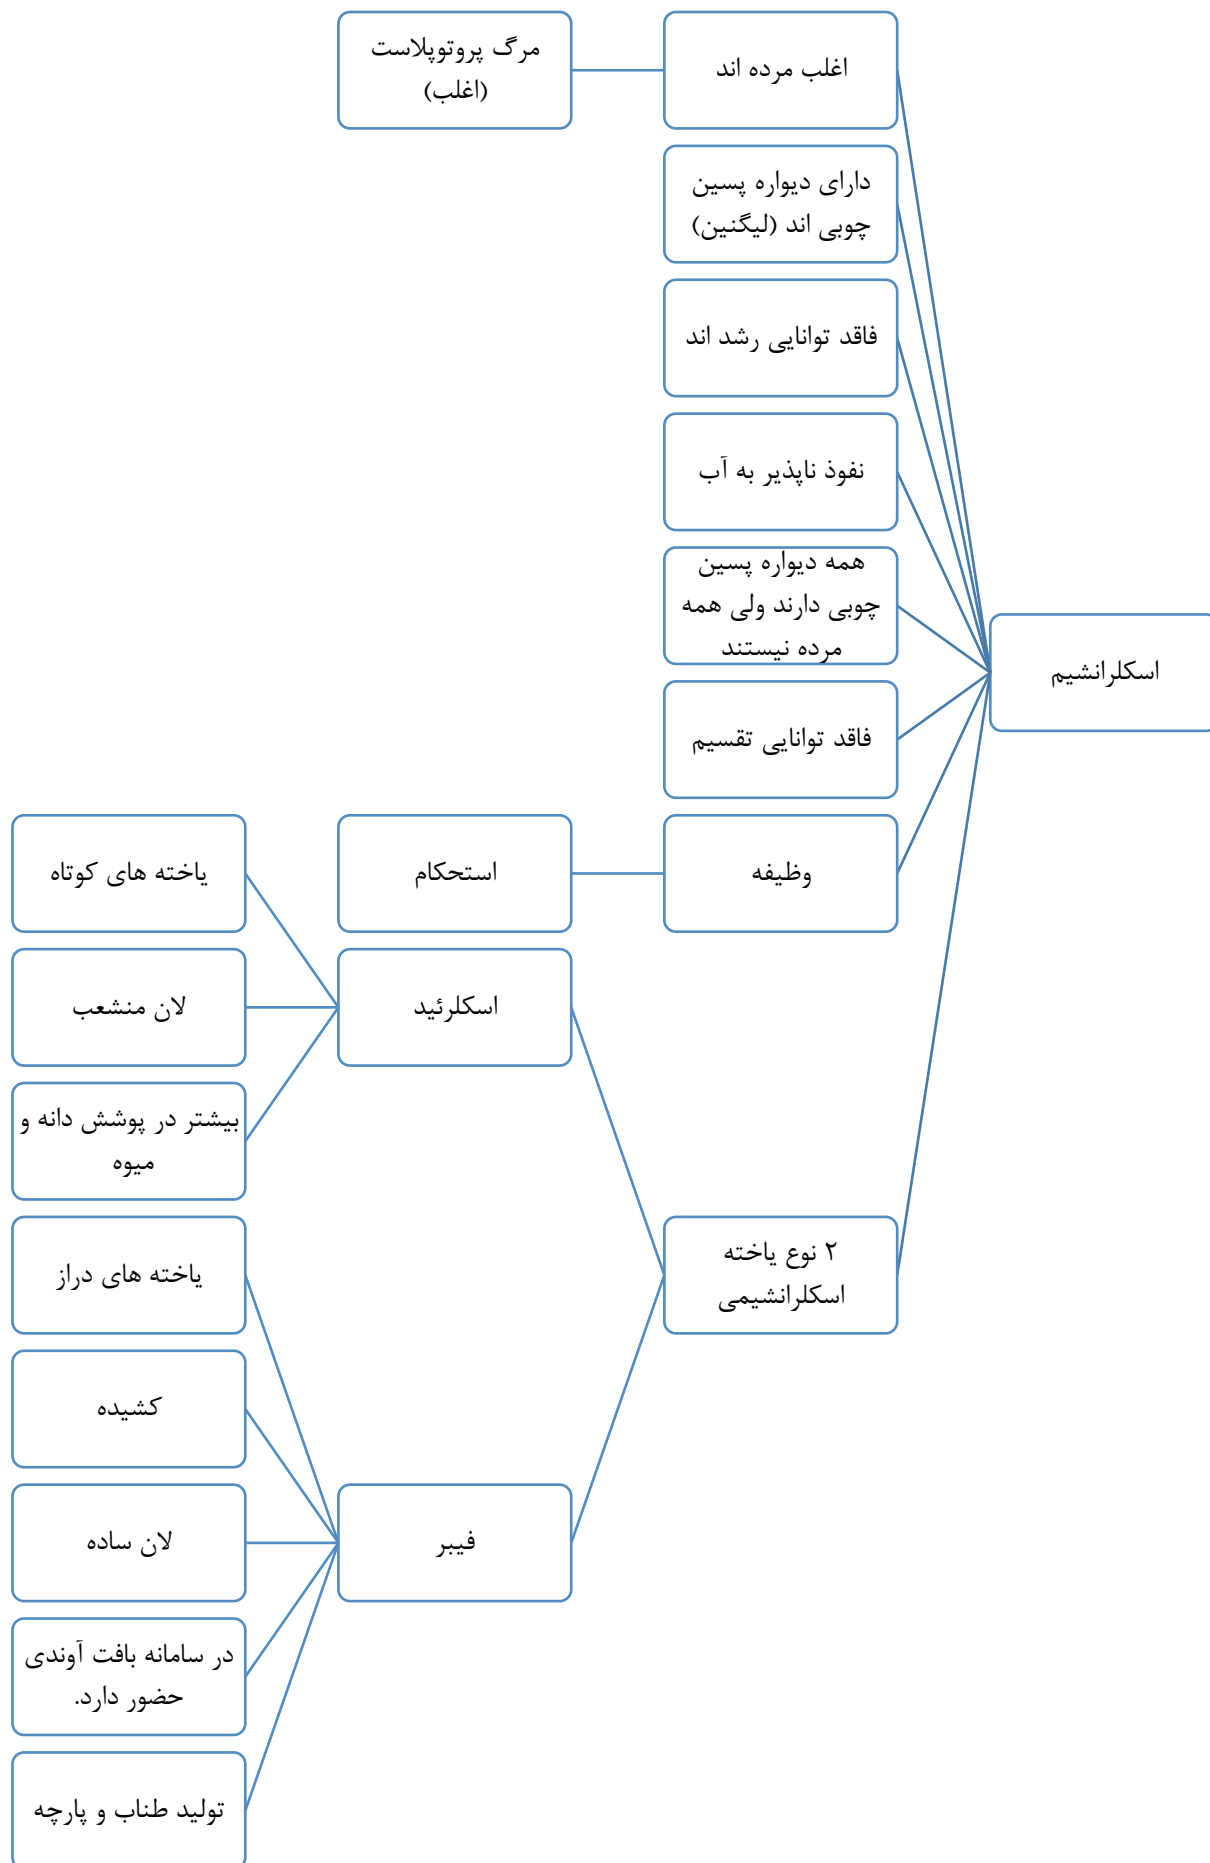 اسکلرانشیم
اغلب مرده اند
مرگ پروتوپلاست
(اغلب)
دارای دیواره پسین
چوبی اند (لیگنین)
فاقد توانایی رشد اند
نفوذ ناپذیر به آب
همه دیواره پسین
چوبی دارند ولی همه
مرده نیستند
فاقد توانایی تقسیم
وظیفه
استحکام
۲ نوع یاخته
اسکلرانشیمی
اسکلرئید
یاخته های کوتاه
لان منشعب
بیشتر در پوشش دانه و
میوه
فیبر
یاخته های دراز
کشیده
لان ساده
در سامانه بافت آوندی
حضور دارد.
تولید طناب و پارچه